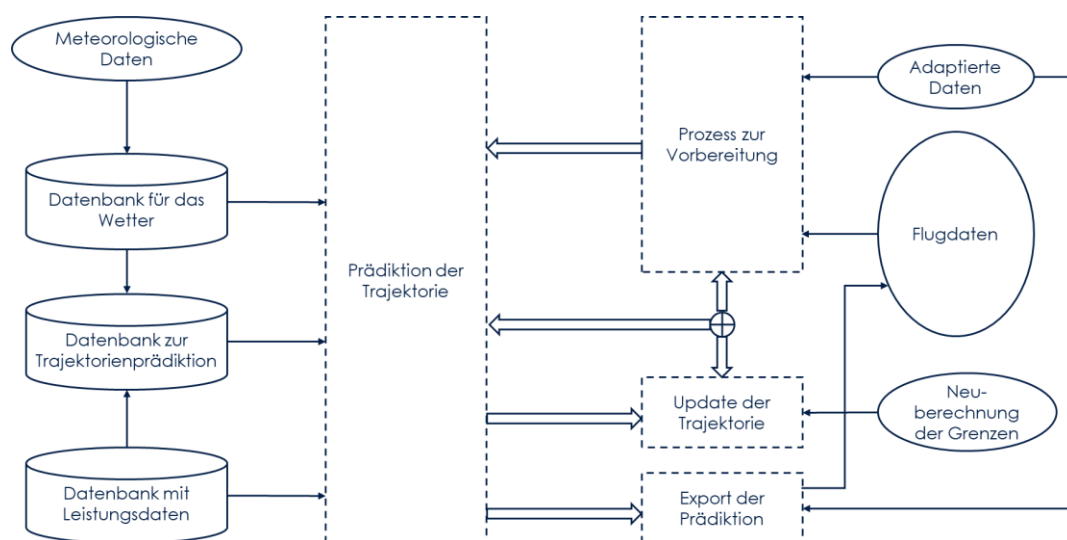 Meteorologische
Daten
Datenbank für das
Wetter
Datenbank zur
Trajektorienprädiktion
Datenbank mit
Leistungsdaten
Prädiktion der
Trajektorie
Prozess zur
Vorbereitung
Update der
Trajektorie
Export der
Prädiktion
Adaptierte
Daten
Flugdaten
Neu-
berechnung
der Grenzen